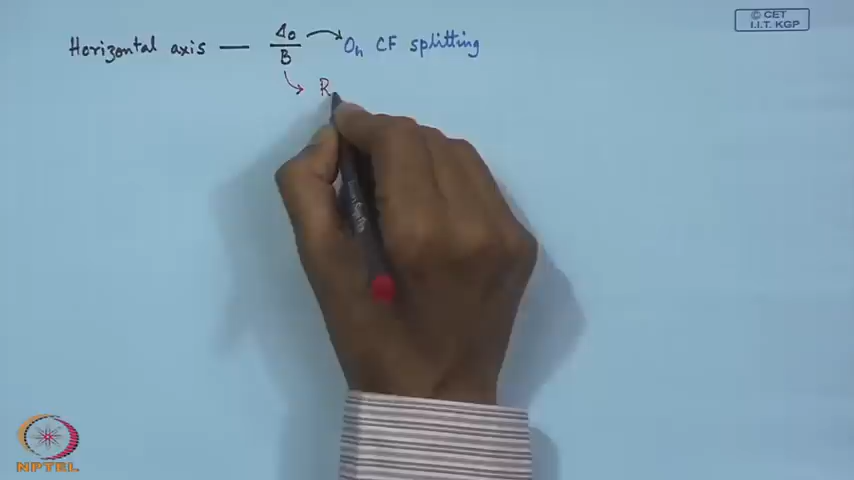 Horizontal axis — Δo/B → Oh CF splitting
R
© CET
I.I.T. KGP
NPTEL